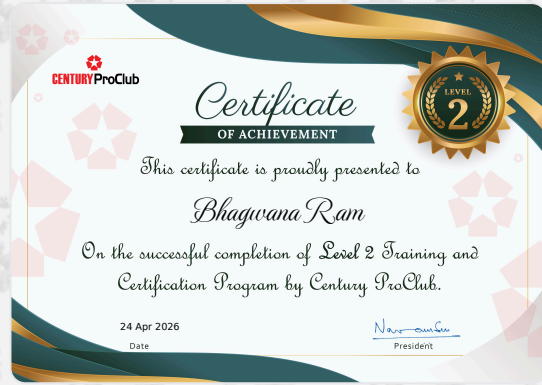 CENTURY ProClub
Certificate
OF ACHIEVEMENT
LEVEL
2
This certificate is proudly presented to
Bhagwana Ram
On the successful completion of Level 2 Training and
Certification Program by Century ProClub.
24 Apr 2026
Date
President